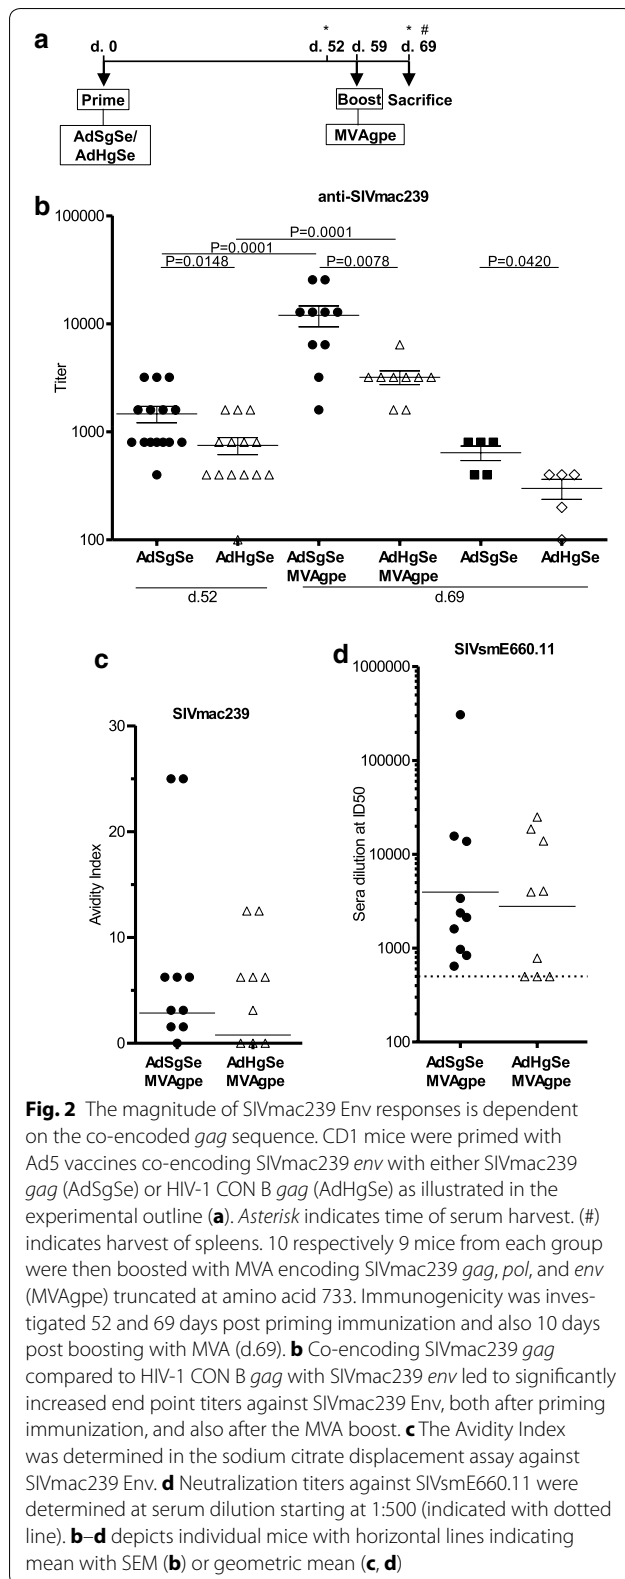 a
* * #
d. 0 d. 52 d. 59 d. 69
Prime Boost Sacrifice
AdSgSe/
AdHgSe
MVAgpe
b
anti-SIVmac239
100000
10000
1000
100
Titer
P=0.0001
P=0.0001
P=0.0148 P=0.0078 P=0.0420
AdSgSe AdHgSe AdSgSe AdHgSe AdSgSe AdHgSe
MVAgpe MVAgpe
d.52 d.69
c
SIVmac239
30
20
10
0
Avidity Index
AdSgSe AdHgSe
MVAgpe MVAgpe
d
SIVsmE660.11
1000000
100000
10000
1000
100
Sera dilution at ID50
AdSgSe AdHgSe
MVAgpe MVAgpe
Fig. 2 The magnitude of SIVmac239 Env responses is dependent
on the co-encoded gag sequence. CD1 mice were primed with
Ad5 vaccines co-encoding SIVmac239 env with either SIVmac239
gag (AdSgSe) or HIV-1 CON B gag (AdHgSe) as illustrated in the
experimental outline (a). Asterisk indicates time of serum harvest. (#)
indicates harvest of spleens. 10 respectively 9 mice from each group
were then boosted with MVA encoding SIVmac239 gag, pol, and env
(MVAgpe) truncated at amino acid 733. Immunogenicity was inves-
tigated 52 and 69 days post priming immunization and also 10 days
post boosting with MVA (d.69). b Co-encoding SIVmac239 gag
compared to HIV-1 CON B gag with SIVmac239 env led to significantly
increased end point titers against SIVmac239 Env, both after priming
immunization, and also after the MVA boost. c The Avidity Index
was determined in the sodium citrate displacement assay against
SIVmac239 Env. d Neutralization titers against SIVsmE660.11 were
determined at serum dilution starting at 1:500 (indicated with dotted
line). b–d depicts individual mice with horizontal lines indicating
mean with SEM (b) or geometric mean (c, d)